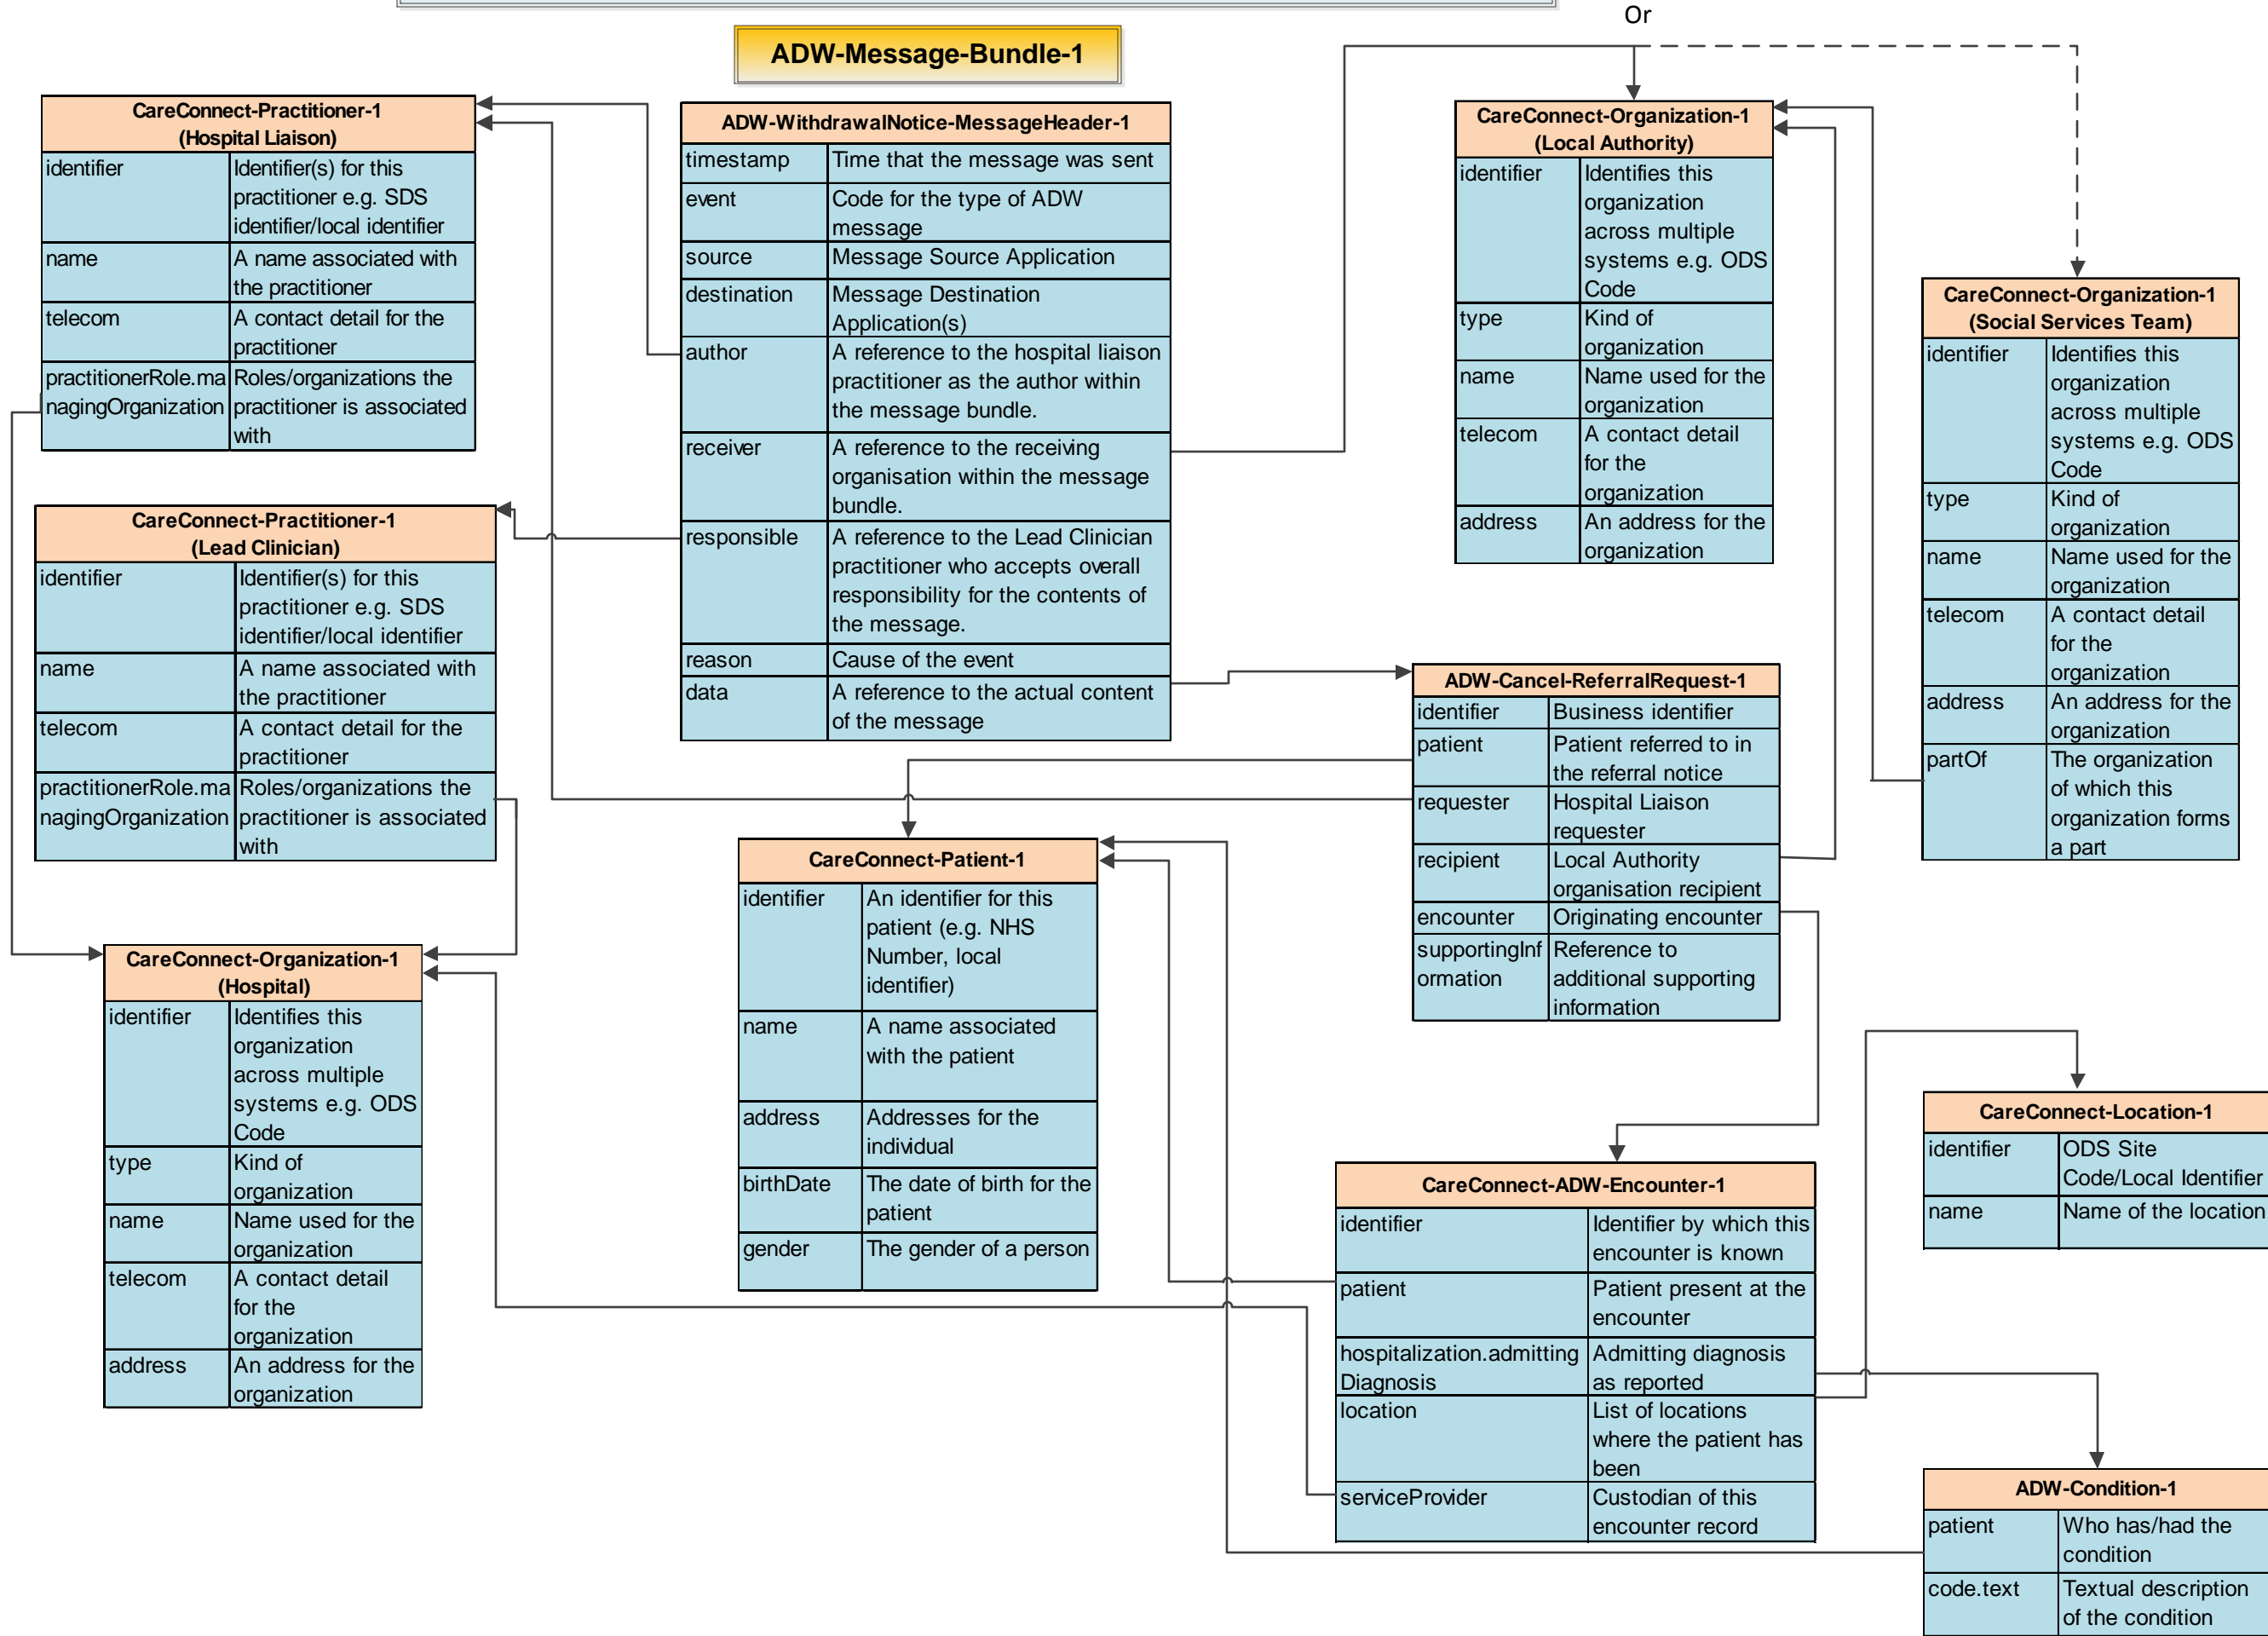 Or
ADW-Message-Bundle-1
CareConnect-Practitioner-1
(Hospital Liaison)
identifier
Identifier(s) for this
practitioner e.g. SDS
identifier/local identifier
name
A name associated with
the practitioner
telecom
A contact detail for the
practitioner
practitionerRole.ma
nagingOrganization
Roles/organizations the
practitioner is associated
with
ADW-WithdrawalNotice-MessageHeader-1
timestamp
Time that the message was sent
event
Code for the type of ADW
message
source
Message Source Application
destination
Message Destination
Application(s)
author
A reference to the hospital liaison
practitioner as the author within
the message bundle.
receiver
A reference to the receiving
organisation within the message
bundle.
responsible
A reference to the Lead Clinician
practitioner who accepts overall
responsibility for the contents of
the message.
reason
Cause of the event
data
A reference to the actual content
of the message
CareConnect-Organization-1
(Local Authority)
identifier
Identifies this
organization
across multiple
systems e.g. ODS
Code
type
Kind of
organization
name
Name used for the
organization
telecom
A contact detail
for the
organization
address
An address for the
organization
CareConnect-Organization-1
(Social Services Team)
identifier
Identifies this
organization
across multiple
systems e.g. ODS
Code
type
Kind of
organization
name
Name used for the
organization
telecom
A contact detail
for the
organization
address
An address for the
organization
partOf
The organization
of which this
organization forms
a part
CareConnect-Practitioner-1
(Lead Clinician)
identifier
Identifier(s) for this
practitioner e.g. SDS
identifier/local identifier
name
A name associated with
the practitioner
telecom
A contact detail for the
practitioner
practitionerRole.ma
nagingOrganization
Roles/organizations the
practitioner is associated
with
ADW-Cancel-ReferralRequest-1
identifier
Business identifier
patient
Patient referred to in
the referral notice
requester
Hospital Liaison
requester
recipient
Local Authority
organisation recipient
encounter
Originating encounter
supportingInf
ormation
Reference to
additional supporting
information
CareConnect-Patient-1
identifier
An identifier for this
patient (e.g. NHS
Number, local
identifier)
name
A name associated
with the patient
address
Addresses for the
individual
birthDate
The date of birth for the
patient
gender
The gender of a person
CareConnect-Organization-1
(Hospital)
identifier
Identifies this
organization
across multiple
systems e.g. ODS
Code
type
Kind of
organization
name
Name used for the
organization
telecom
A contact detail
for the
organization
address
An address for the
organization
CareConnect-ADW-Encounter-1
identifier
Identifier by which this
encounter is known
patient
Patient present at the
encounter
hospitalization.admitting
Diagnosis
Admitting diagnosis
as reported
location
List of locations
where the patient has
been
serviceProvider
Custodian of this
encounter record
CareConnect-Location-1
identifier
ODS Site
Code/Local Identifier
name
Name of the location
ADW-Condition-1
patient
Who has/had the
condition
code.text
Textual description
of the condition